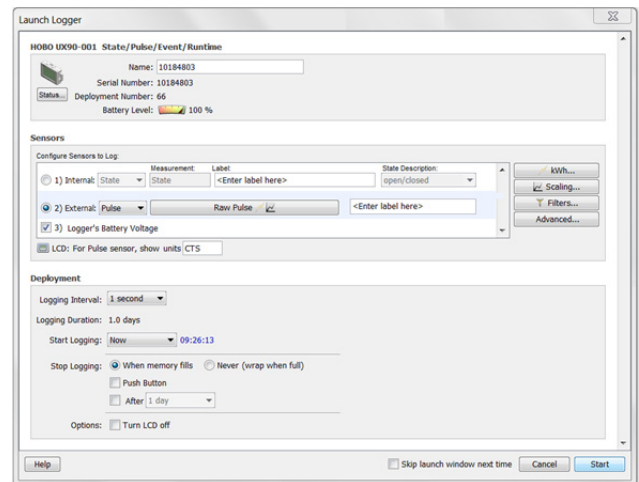 Launch Logger
HOBO UX90-001 State/Pulse/Event/Runtime
Name: 10184803
Serial Number: 10184803
Status... Deployment Number: 66
Battery Level: 100 %
Sensors
Configure Sensors to Log:
Measurement: Label: State Description:
1) Internal: State State <Enter label here> open/closed
kWh...
Scaling...
2) External: Pulse Raw Pulse <Enter label here>
Filters...
3) Logger's Battery Voltage
Advanced...
LCD: For Pulse sensor, show units CTS
Deployment
Logging Interval: 1 second
Logging Duration: 1.0 days
Start Logging: Now 09:26:13
Stop Logging: When memory fills Never (wrap when full)
Push Button
After 1 day
Options: Turn LCD off
Help Skip launch window next time Cancel Start